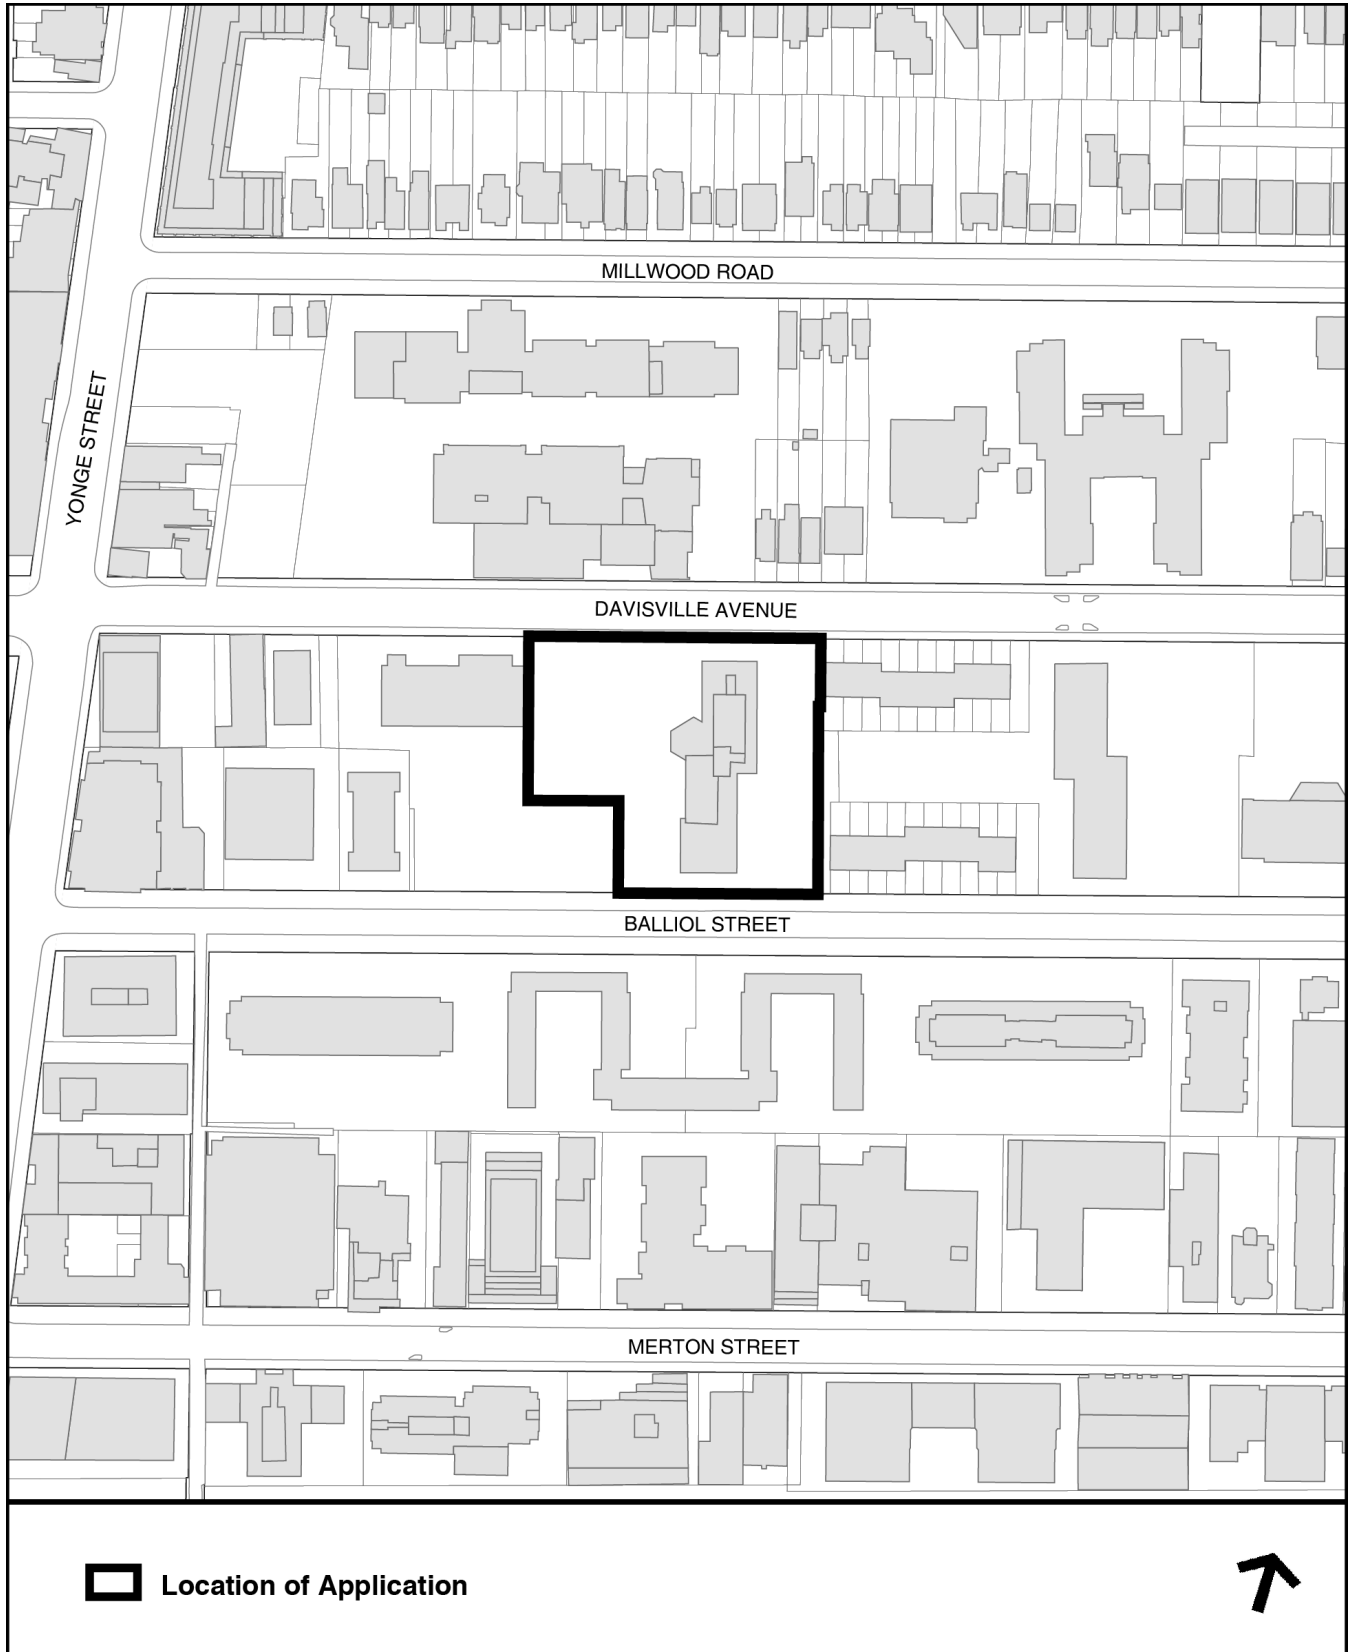 MILLWOOD ROAD
YONGE STREET
DAVISVILLE AVENUE
BALLIOL STREET
MERTON STREET
Location of Application